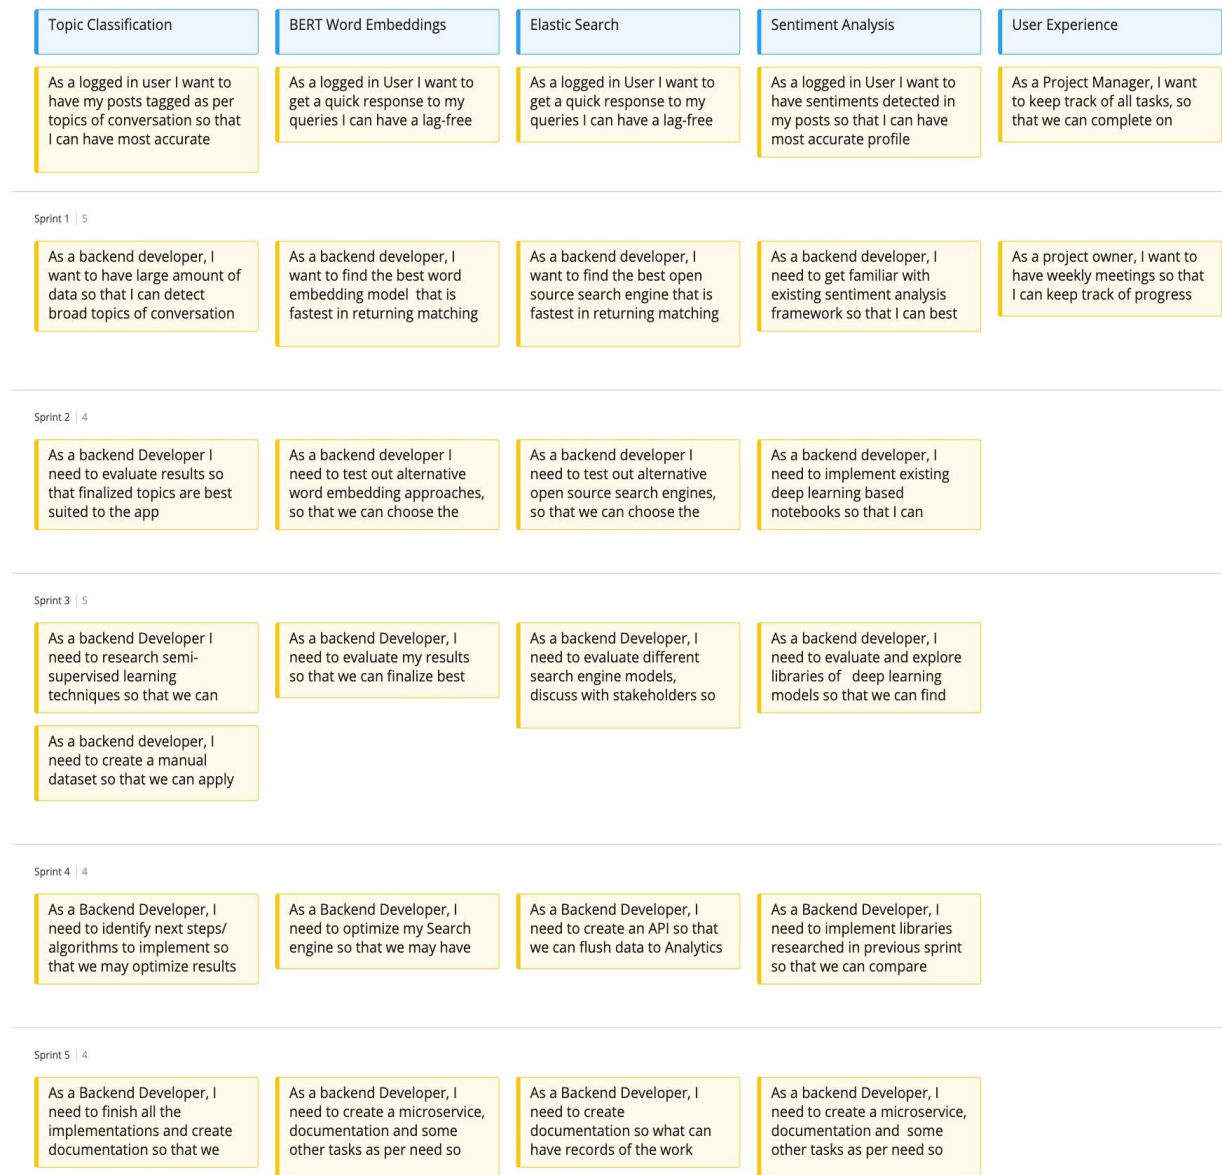 Topic Classification
BERT Word Embeddings
Elastic Search
Sentiment Analysis
User Experience
As a logged in user I want to
have my posts tagged as per
topics of conversation so that
I can have most accurate
As a logged in User I want to
get a quick response to my
queries I can have a lag-free
As a logged in User I want to
get a quick response to my
queries I can have a lag-free
As a logged in User I want to
have sentiments detected in
my posts so that I can have
most accurate profile
As a Project Manager, I want
to keep track of all tasks, so
that we can complete on
Sprint 1 | 5
As a backend developer, I
want to have large amount of
data so that I can detect
broad topics of conversation
As a backend developer, I
want to find the best word
embedding model that is
fastest in returning matching
As a backend developer, I
want to find the best open
source search engine that is
fastest in returning matching
As a backend developer, I
need to get familiar with
existing sentiment analysis
framework so that I can best
As a project owner, I want to
have weekly meetings so that
I can keep track of progress
Sprint 2 | 4
As a backend Developer I
need to evaluate results so
that finalized topics are best
suited to the app
As a backend developer I
need to test out alternative
word embedding approaches,
so that we can choose the
As a backend developer I
need to test out alternative
open source search engines,
so that we can choose the
As a backend developer, I
need to implement existing
deep learning based
notebooks so that I can
Sprint 3 | 5
As a backend Developer I
need to research semi-
supervised learning
techniques so that we can
As a backend Developer, I
need to evaluate my results
so that we can finalize best
As a backend Developer, I
need to evaluate different
search engine models,
discuss with stakeholders so
As a backend developer, I
need to evaluate and explore
libraries of deep learning
models so that we can find
As a backend developer, I
need to create a manual
dataset so that we can apply
Sprint 4 | 4
As a Backend Developer, I
need to identify next steps/
algorithms to implement so
that we may optimize results
As a Backend Developer, I
need to optimize my Search
engine so that we may have
As a Backend Developer, I
need to create an API so that
we can flush data to Analytics
As a Backend Developer, I
need to implement libraries
researched in previous sprint
so that we can compare
Sprint 5 | 4
As a Backend Developer, I
need to finish all the
implementations and create
documentation so that we
As a backend Developer, I
need to create a microservice,
documentation and some
other tasks as per need so
As a Backend Developer, I
need to create
documentation so what can
have records of the work
As a backend Developer, I
need to create a microservice,
documentation and some
other tasks as per need so